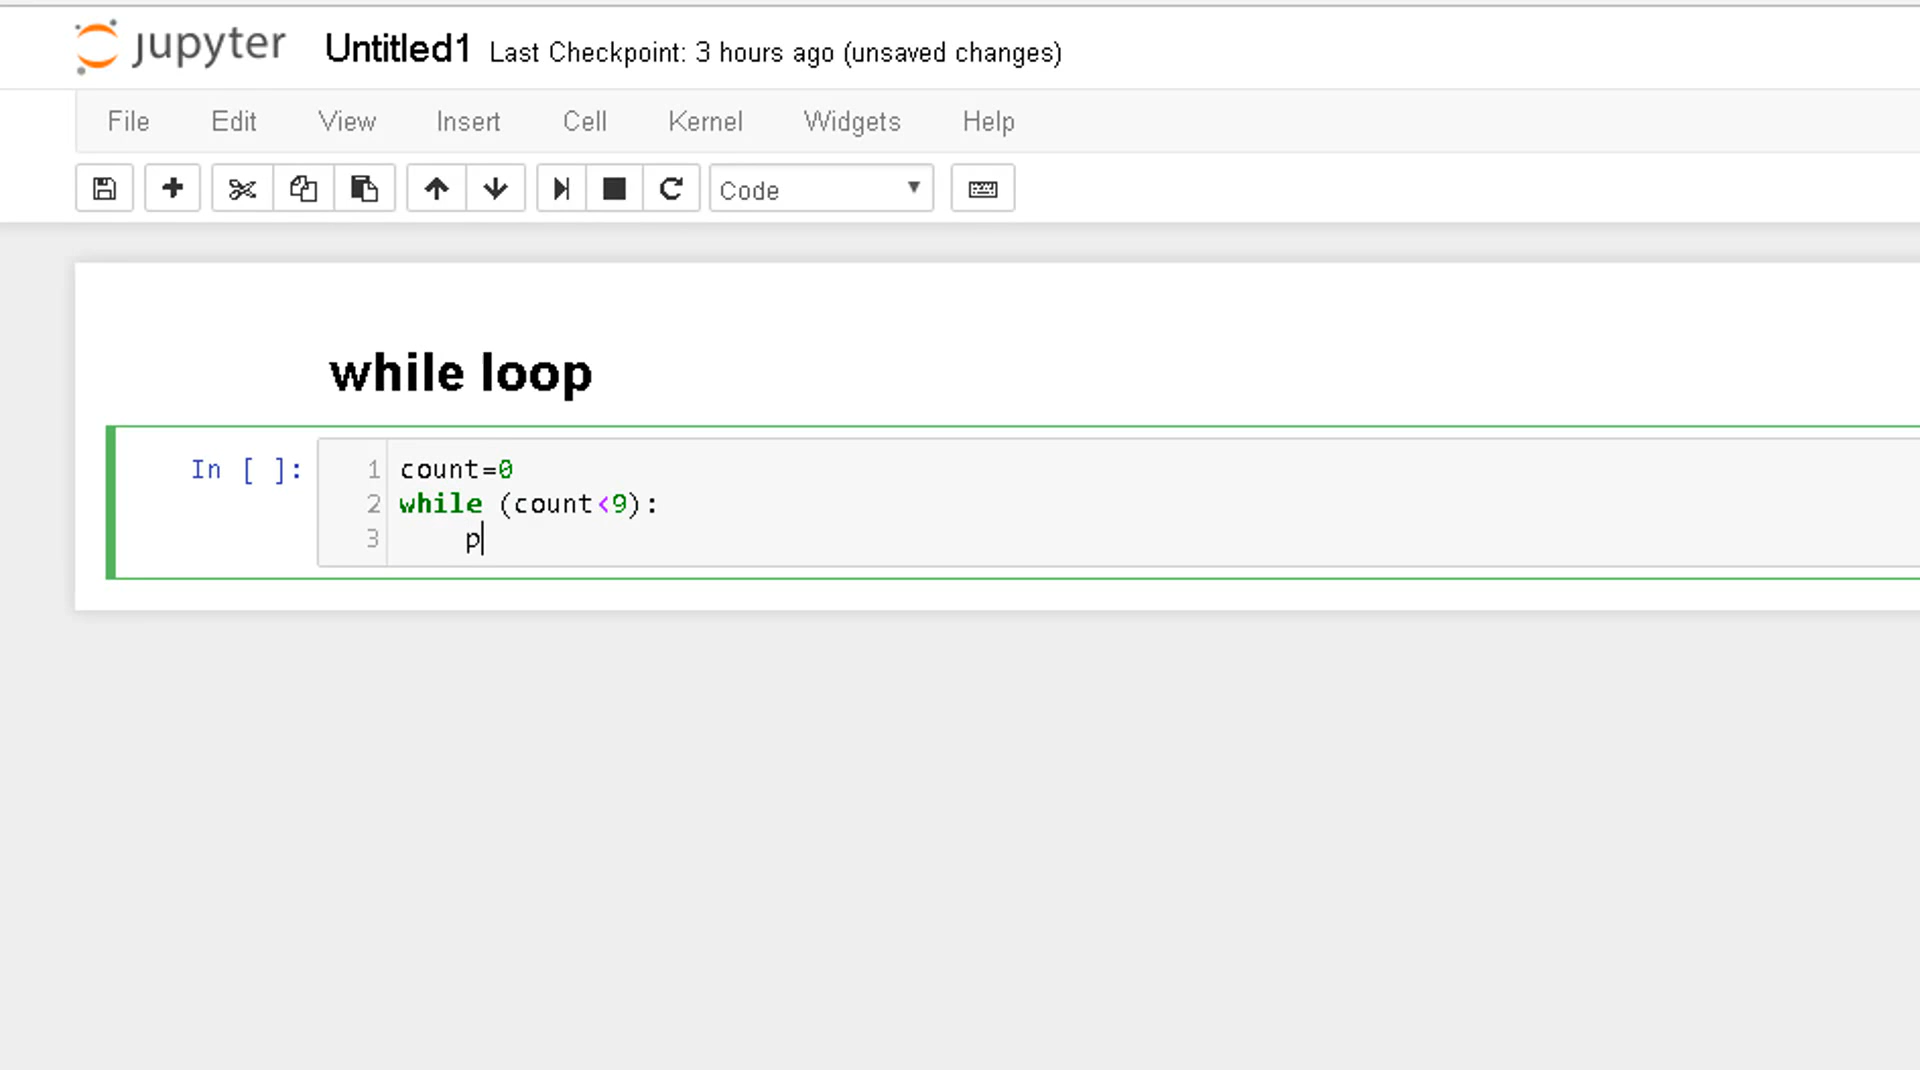 jupyter Untitled1 Last Checkpoint: 3 hours ago (unsaved changes)
File Edit View Insert Cell Kernel Widgets Help
Code
while loop
In [ ]:
1 count=0
2 while (count<9):
3     p